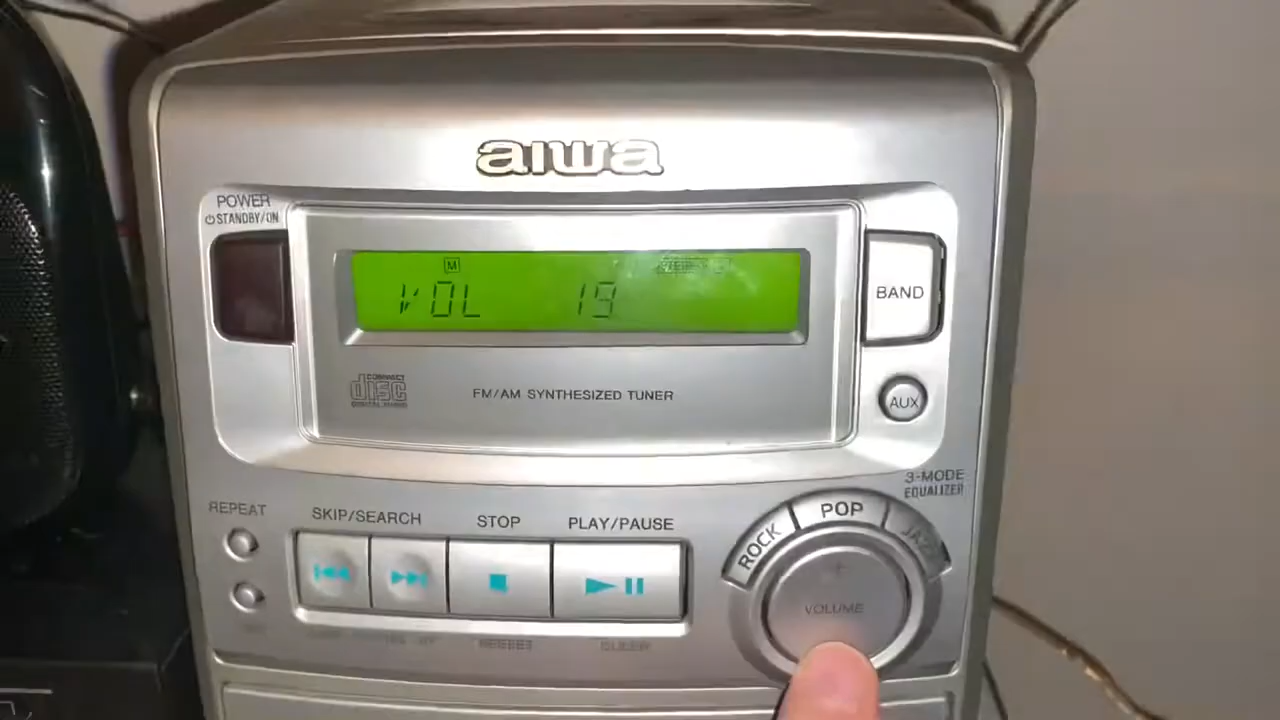 aiwa
POWER
⏻ STANDBY/ON
M
VOL 19
BAND
COMPACT
disc
DIGITAL AUDIO
FM/AM SYNTHESIZED TUNER
AUX
3-MODE
EQUALIZER
REPEAT
SKIP/SEARCH
STOP
PLAY/PAUSE
ROCK
POP
JAZZ
VOLUME